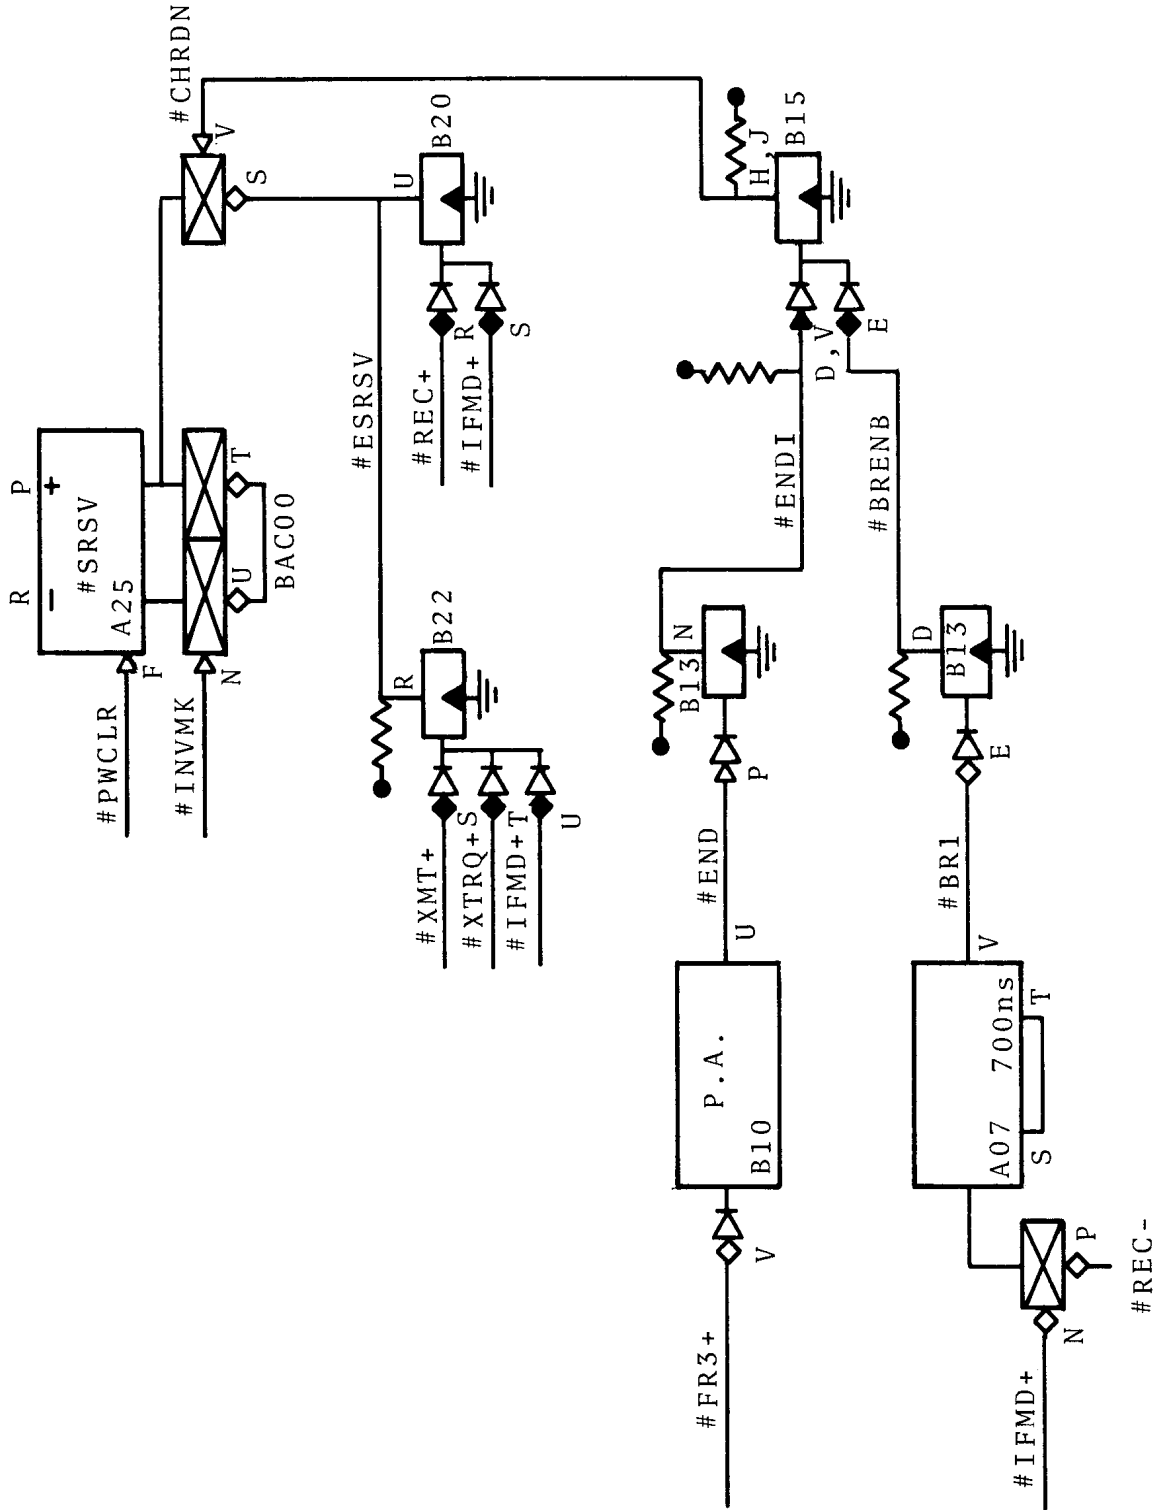 #PWCLR
F
#INVMK
N
R
P
-
+
#SRSV
A25
U
T
BAC00
#CHRDN
V
S
#ESRSV
#XMT+
S
#XTRQ+
T
#IFMD+
U
R
B22
#REC+
R
#IFMD+
S
U
B20
#FR3+
V
P.A.
B10
U
#END
P
B13
N
#ENDI
D,V
E
H,J
B15
#IFMD+
N
P
#REC-
A07
700ns
S
T
V
#BR1
E
B13
D
#BRENB